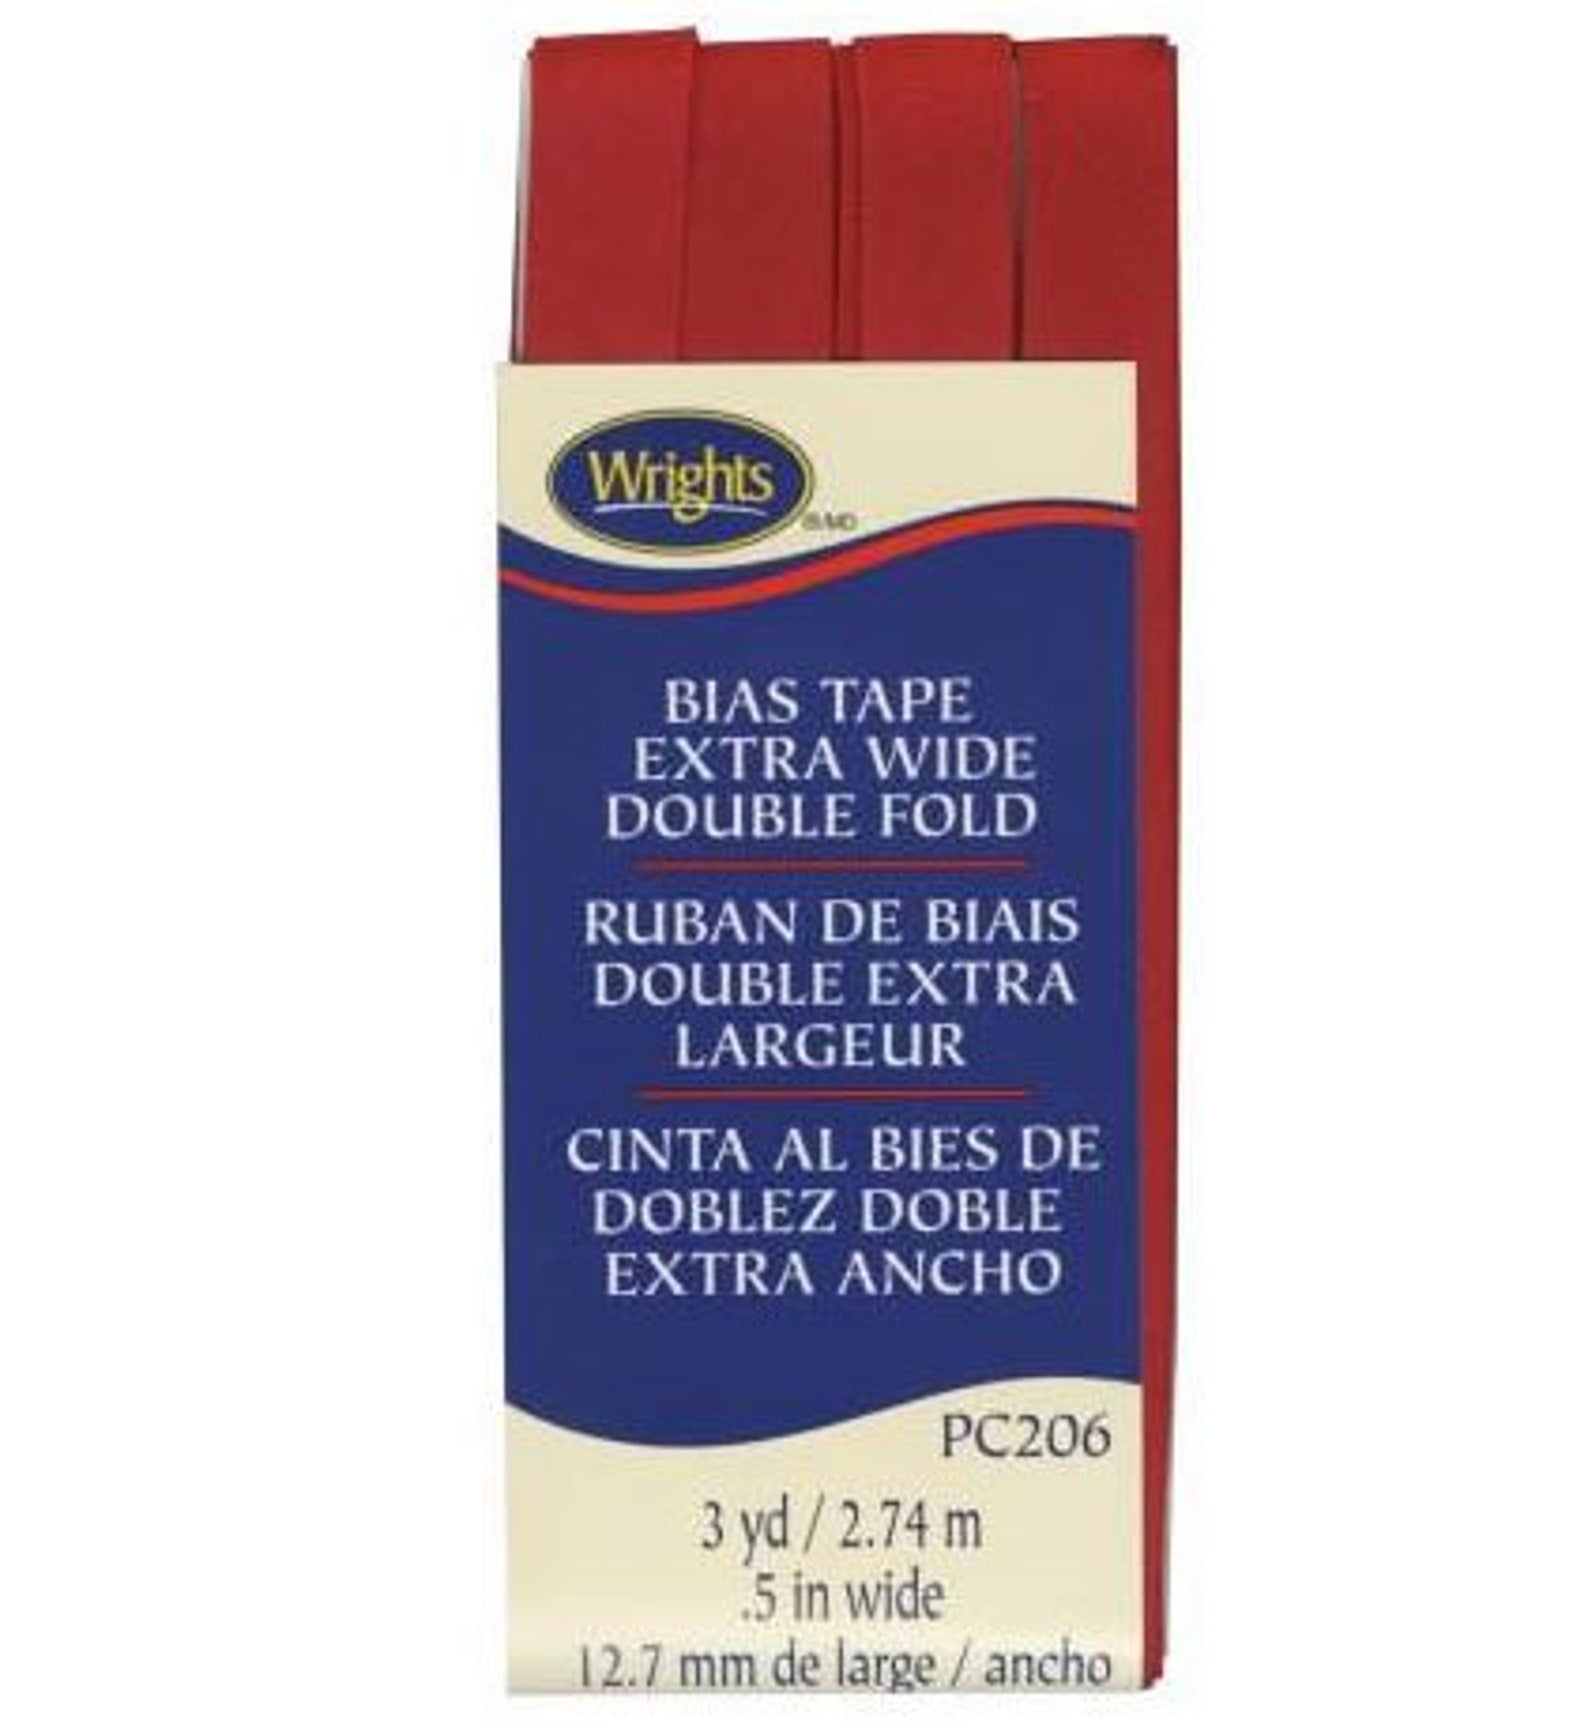 Wrights
BIAS TAPE
EXTRA WIDE
DOUBLE FOLD
RUBAN DE BIAIS
DOUBLE EXTRA
LARGEUR
CINTA AL BIES DE
DOBLEZ DOBLE
EXTRA ANCHO
PC206
3 yd / 2.74 m
.5 in wide
12.7 mm de large / ancho